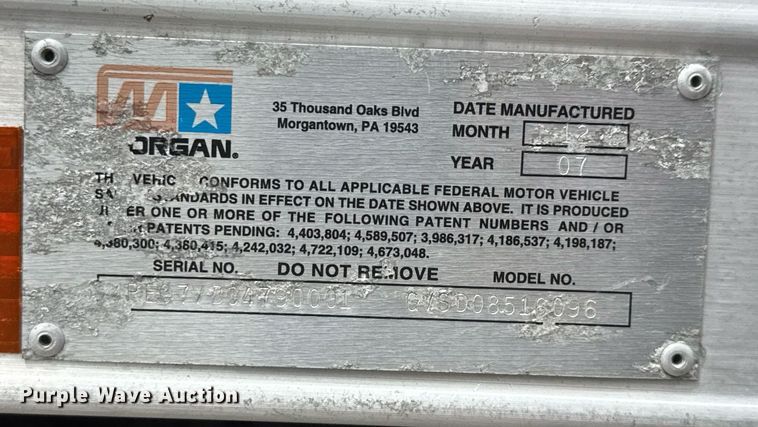 ORGAN.
35 Thousand Oaks Blvd
Morgantown, PA 19543
DATE MANUFACTURED
MONTH 12
YEAR 07
VEHIC CONFORMS TO ALL APPLICABLE FEDERAL MOTOR VEHICLE
STANDARDS IN EFFECT ON THE DATE SHOWN ABOVE. IT IS PRODUCED
ER ONE OR MORE OF THE FOLLOWING PATENT NUMBERS AND / OR
PATENTS PENDING: 4,403,804; 4,589,507; 3,986,317; 4,186,537; 4,198,187;
4,380,415; 4,242,032; 4,722,109; 4,673,048.
SERIAL NO. DO NOT REMOVE MODEL NO.
Purple Wave Auction